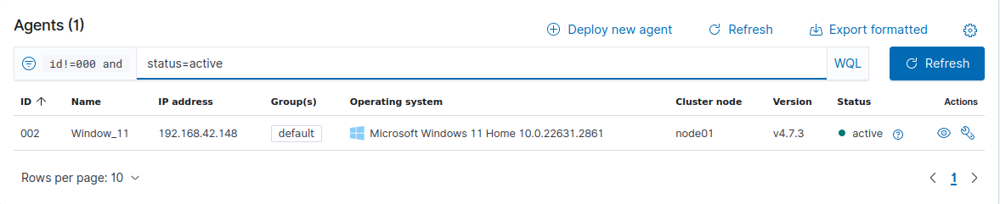 Agents (1)
Deploy new agent Refresh Export formatted
id!=000 and status=active WQL Refresh
ID Name IP address Group(s) Operating system Cluster node Version Status Actions
002 Window_11 192.168.42.148 default Microsoft Windows 11 Home 10.0.22631.2861 node01 v4.7.3 active ?
Rows per page: 10 1